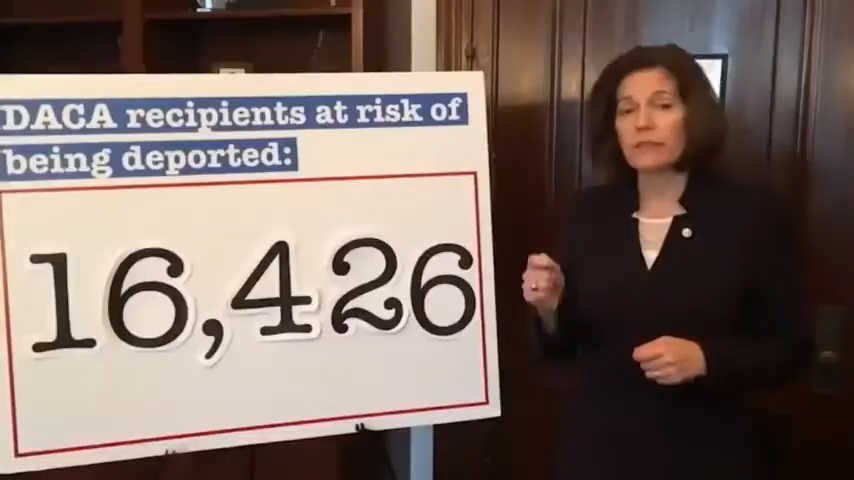 DACA recipients at risk of
being deported:
16,426